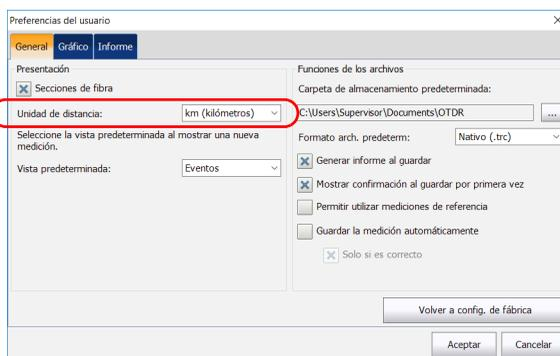 Preferencias del usuario
General Gráfico Informe
Presentación
Secciones de fibra
Unidad de distancia: km (kilómetros)
Seleccione la vista predeterminada al mostrar una nueva
medición.
Vista predeterminada: Eventos
Funciones de los archivos
Carpeta de almacenamiento predeterminada:
C:\Users\Supervisor\Documents\OTDR ...
Formato arch. predeterm: Nativo (.trc)
Generar informe al guardar
Mostrar confirmación al guardar por primera vez
Permitir utilizar mediciones de referencia
Guardar la medición automáticamente
Solo si es correcto
Volver a config. de fábrica
Aceptar Cancelar